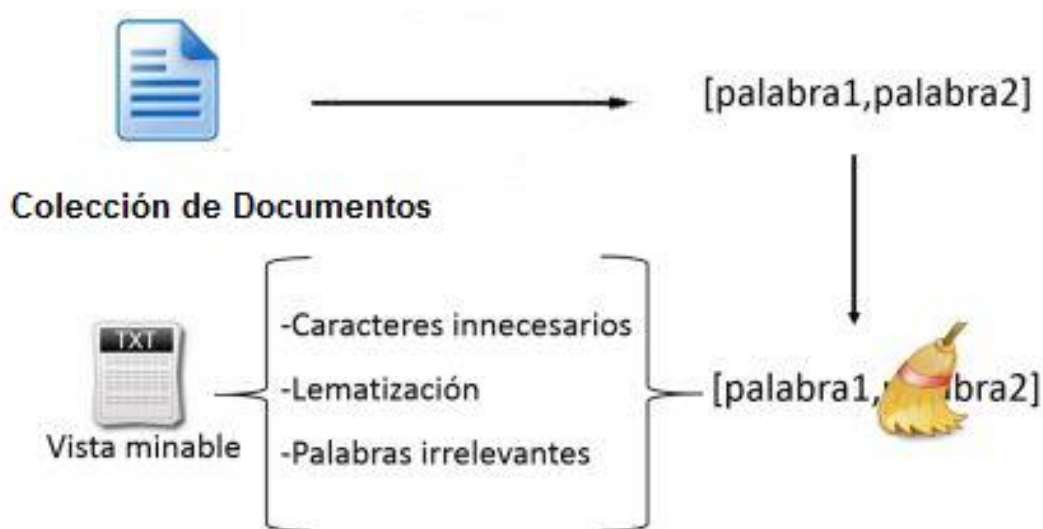 [palabra1,palabra2]
Colección de Documentos
TXT
Vista minable
-Caracteres innecesarios
-Lematización
-Palabras irrelevantes
[palabra1, bra2]